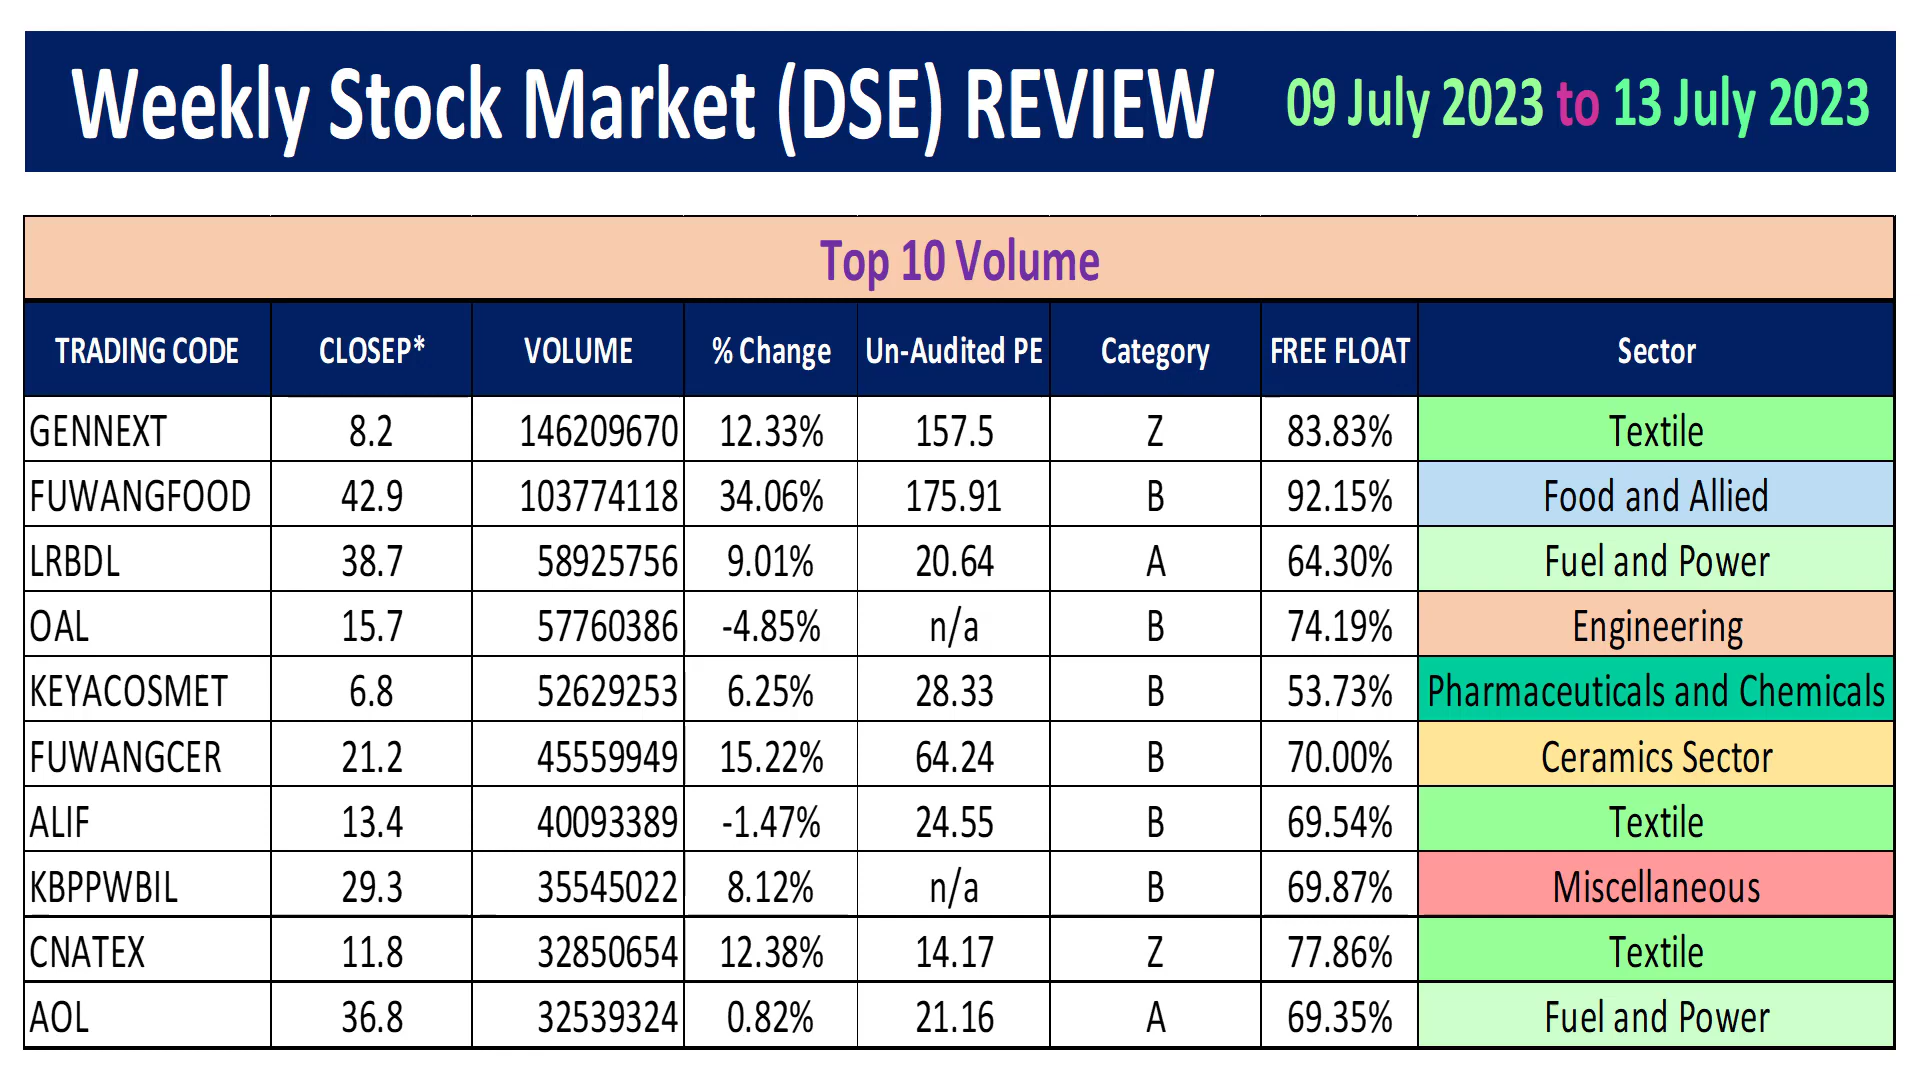 Weekly Stock Market (DSE) REVIEW 09 July 2023 to 13 July 2023
Top 10 Volume
TRADING CODE CLOSEP* VOLUME % Change Un-Audited PE Category FREE FLOAT Sector
GENNEXT 8.2 146209670 12.33% 157.5 Z 83.83% Textile
FUWANGFOOD 42.9 103774118 34.06% 175.91 B 92.15% Food and Allied
LRBDL 38.7 58925756 9.01% 20.64 A 64.30% Fuel and Power
OAL 15.7 57760386 -4.85% n/a B 74.19% Engineering
KEYACOSMET 6.8 52629253 6.25% 28.33 B 53.73% Pharmaceuticals and Chemicals
FUWANGCER 21.2 45559949 15.22% 64.24 B 70.00% Ceramics Sector
ALIF 13.4 40093389 -1.47% 24.55 B 69.54% Textile
KBPPWBIL 29.3 35545022 8.12% n/a B 69.87% Miscellaneous
CNATEX 11.8 32850654 12.38% 14.17 Z 77.86% Textile
AOL 36.8 32539324 0.82% 21.16 A 69.35% Fuel and Power